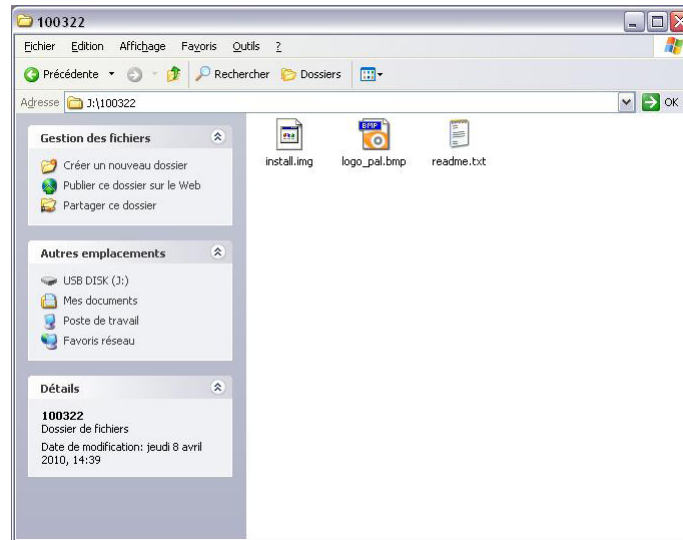 100322
Fichier Edition Affichage Favoris Outils ?
Précédente Rechercher Dossiers
Adresse J:\100322 OK
Gestion des fichiers
Créer un nouveau dossier
Publier ce dossier sur le Web
Partager ce dossier
Autres emplacements
USB DISK (J:)
Mes documents
Poste de travail
Favoris réseau
Détails
100322
Dossier de fichiers
Date de modification: jeudi 8 avril
2010, 14:39
BMP
install.img logo_pal.bmp readme.txt